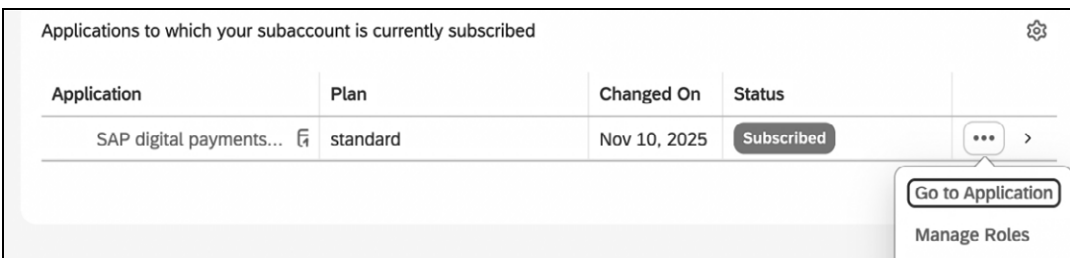 Applications to which your subaccount is currently subscribed
Application Plan Changed On Status
SAP digital payments... standard Nov 10, 2025 Subscribed
Go to Application
Manage Roles